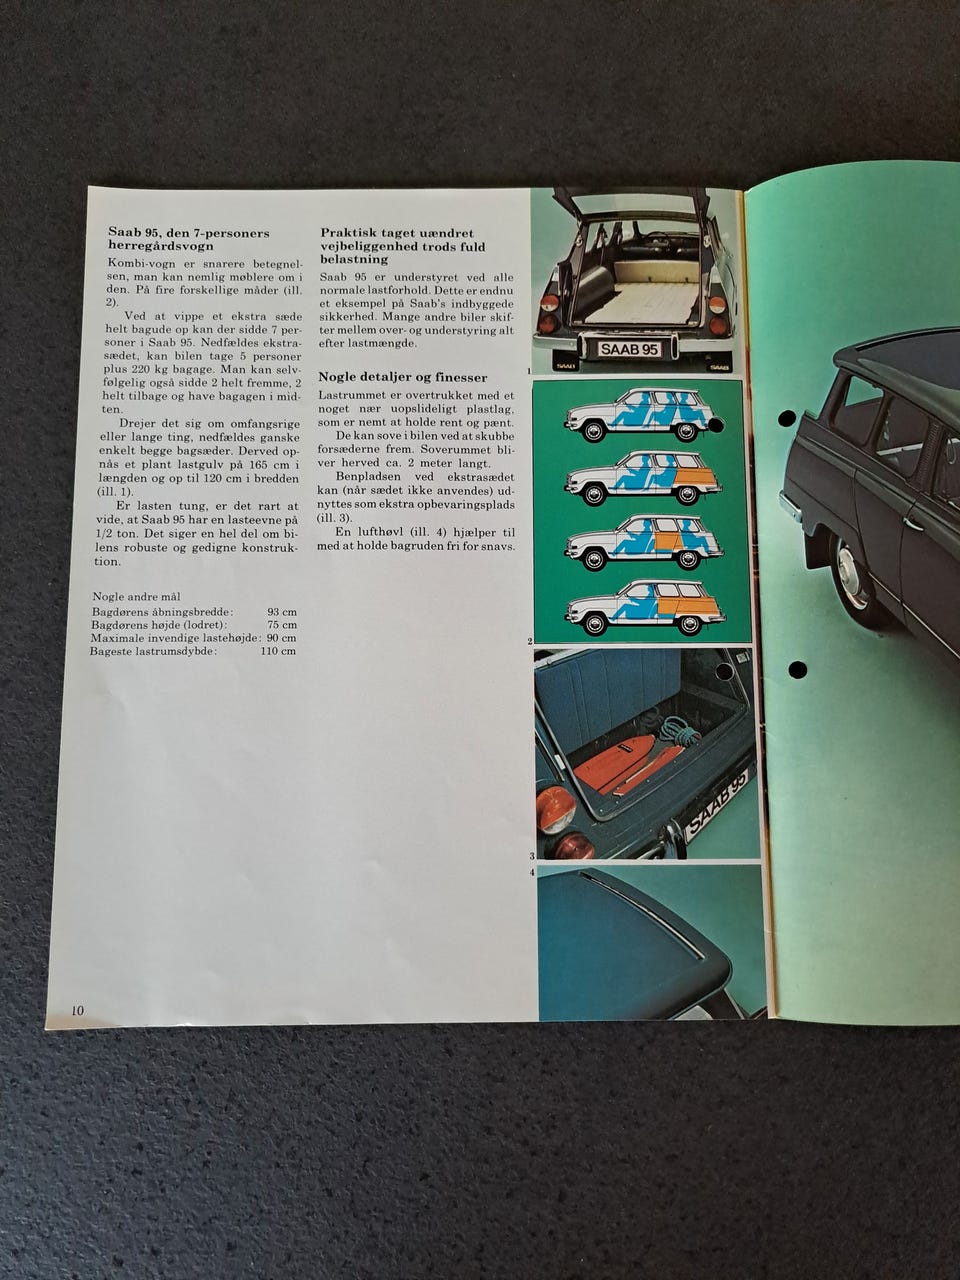 Saab 95, den 7-personers
herregårdsvogn
Kombi-vogn er snarere betegnel-
sen, man kan nemlig møblere om i
den. På fire forskellige måder (ill.
2).
Ved at vippe et ekstra sæde
helt bagude op kan der sidde 7 per-
soner i Saab 95. Nedfældes ekstra-
sædet, kan bilen tage 5 personer
plus 220 kg bagage. Man kan selv-
følgelig også sidde 2 helt fremme, 2
helt tilbage og have bagagen i mid-
ten.
Drejer det sig om omfangsrige
eller lange ting, nedfældes ganske
enkelt begge bagsæder. Derved op-
nås et plant lastgulv på 165 cm i
længden og op til 120 cm i bredden
(ill. 1).
Er lasten tung, er det rart at
vide, at Saab 95 har en lasteevne på
1/2 ton. Det siger en hel del om bi-
lens robuste og gedigne konstruk-
tion.
Nogle andre mål
Bagdørens åbningsbredde: 93 cm
Bagdørens højde (lodret): 75 cm
Maximale invendige lastehøjde: 90 cm
Bageste lastrumsdybde: 110 cm
Praktisk taget uændret
vejbeliggenhed trods fuld
belastning
Saab 95 er understyret ved alle
normale lastforhold. Dette er endnu
et eksempel på Saab's indbyggede
sikkerhed. Mange andre biler skif-
ter mellem over- og understyring alt
efter lastmængde.
Nogle detaljer og finesser
Lastrummet er overtrukket med et
noget nær uopslideligt plastlag,
som er nemt at holde rent og pænt.
De kan sove i bilen ved at skubbe
forsæderne frem. Soverummet bli-
ver herved ca. 2 meter langt.
Benpladsen ved ekstrasædet
kan (når sædet ikke anvendes) ud-
nyttes som ekstra opbevaringsplads
(ill. 3).
En lufthøvl (ill. 4) hjælper til
med at holde bagruden fri for snavs.
SAAB 95
SAAB
SAAB
1
2
SAAB 95
3
4
10